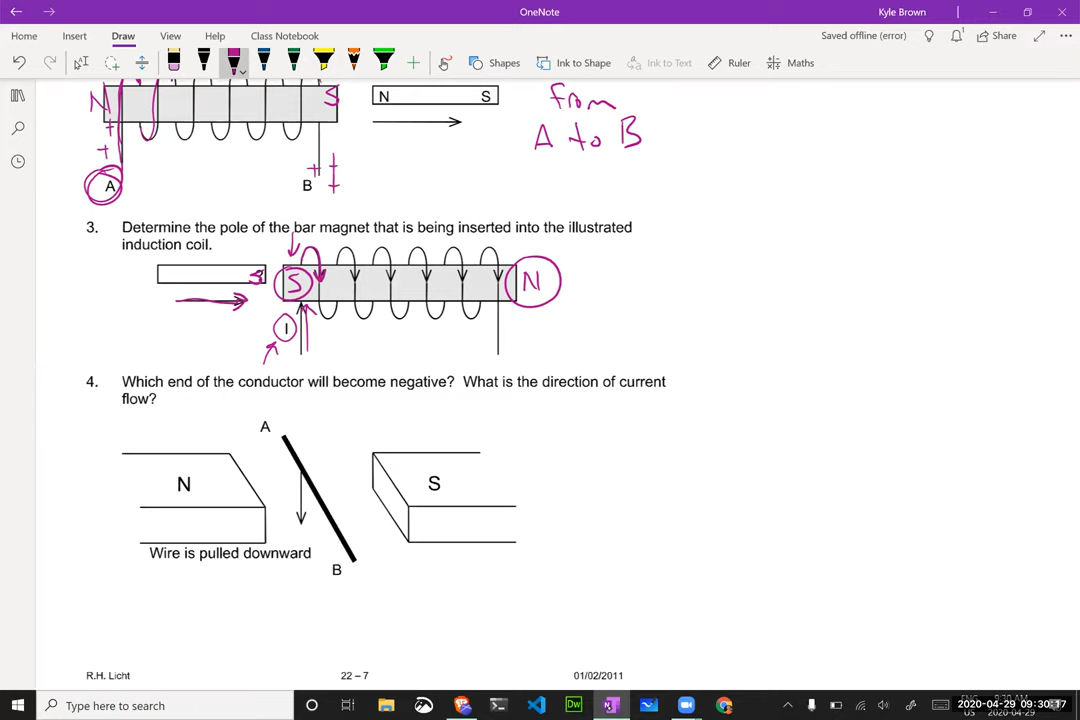 OneNote
Kyle Brown
Home Insert Draw View Help Class Notebook
Saved offline (error) Share
Shapes Ink to Shape Ink to Text Ruler Maths
N S N S
from
A to B
+
+ +
A B
3. Determine the pole of the bar magnet that is being inserted into the illustrated
induction coil.
S S N
I
4. Which end of the conductor will become negative? What is the direction of current
flow?
A
N S
Wire is pulled downward
B
R.H. Licht 22 – 7 01/02/2011
Type here to search
Dw
2020-04-29 09:30:17